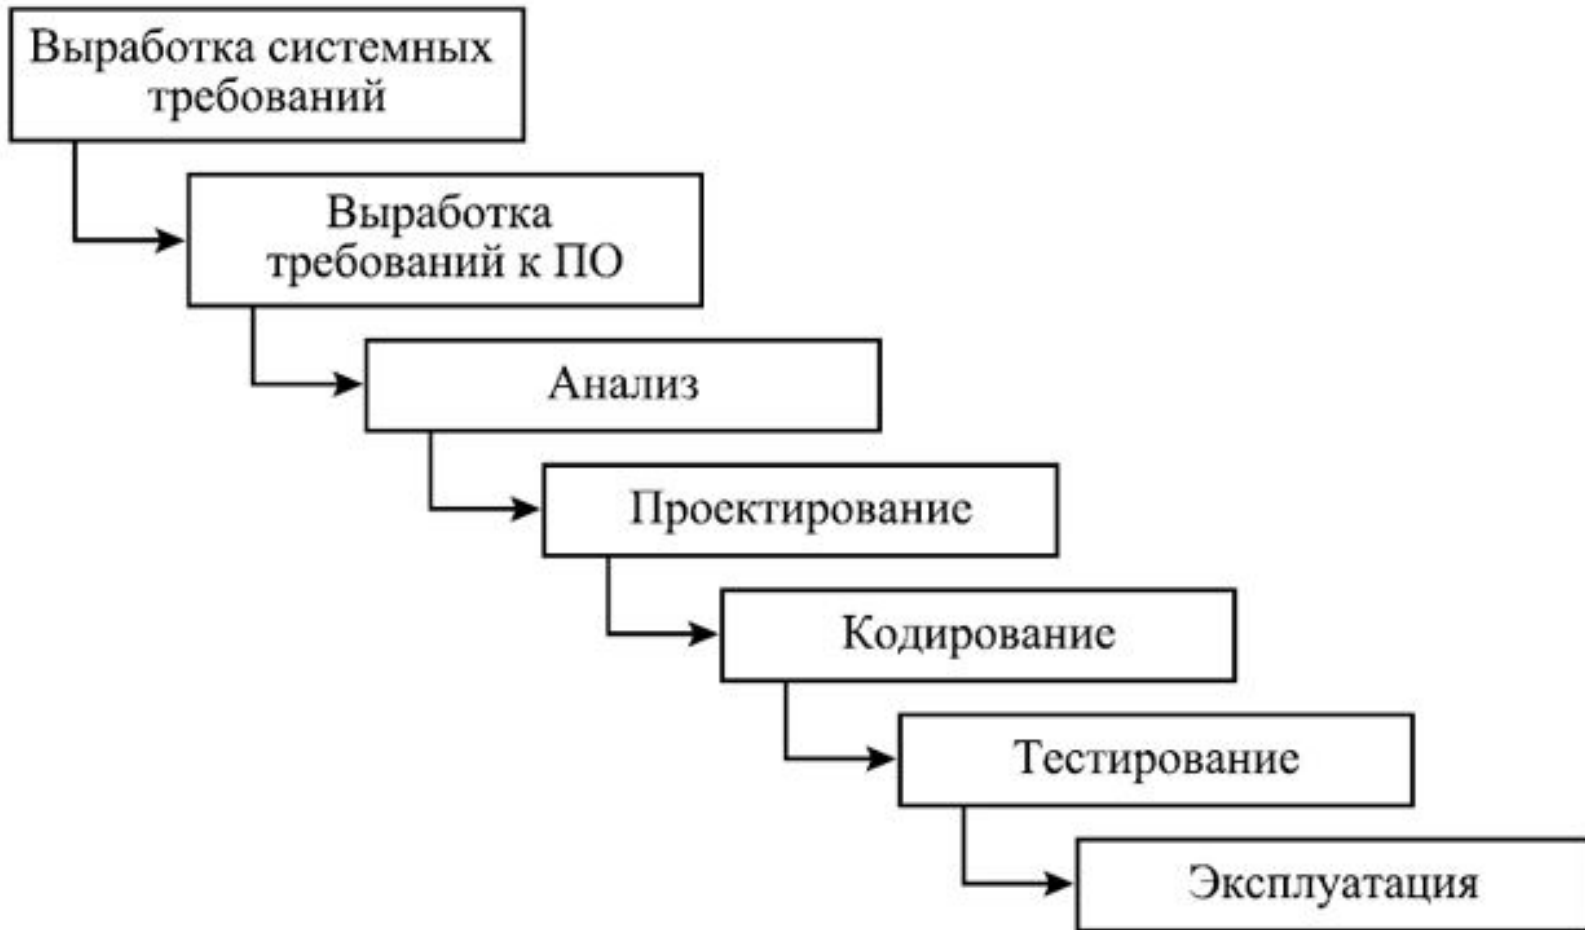 Выработка системных
требований
Выработка
требований к ПО
Анализ
Проектирование
Кодирование
Тестирование
Эксплуатация